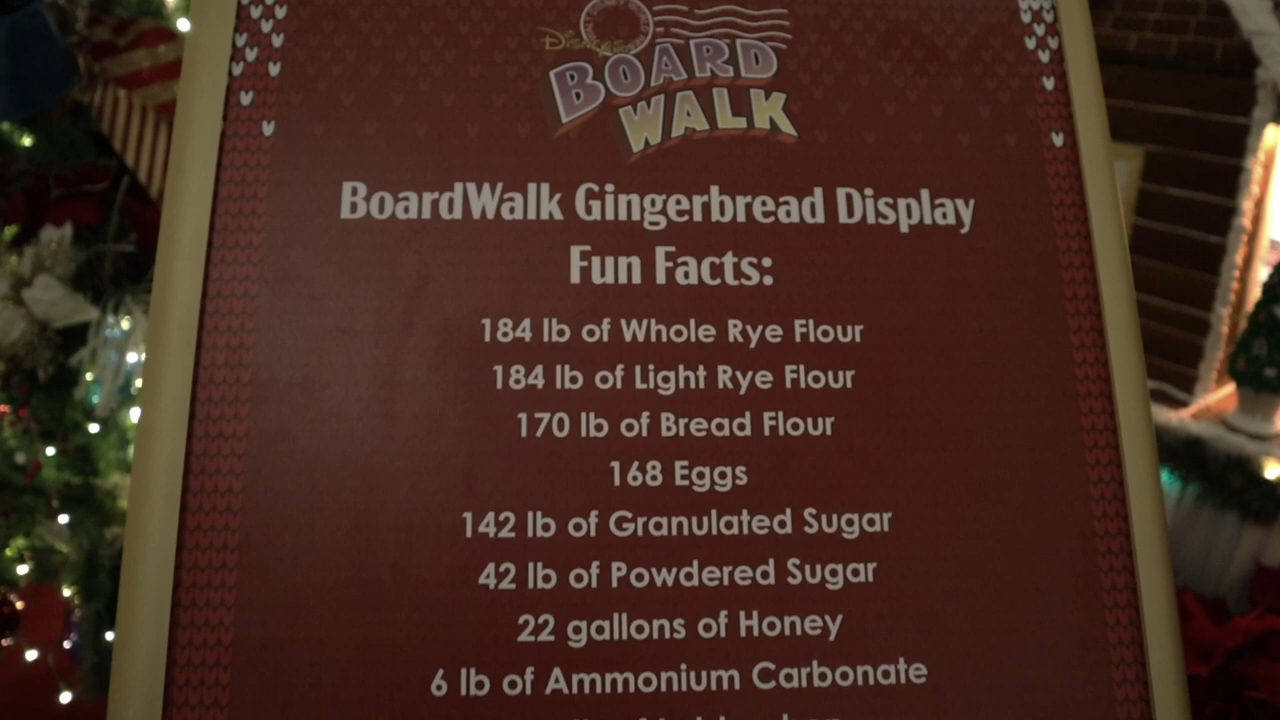 Disney's
BOARD
WALK
BoardWalk Gingerbread Display
Fun Facts:
184 lb of Whole Rye Flour
184 lb of Light Rye Flour
170 lb of Bread Flour
168 Eggs
142 lb of Granulated Sugar
42 lb of Powdered Sugar
22 gallons of Honey
6 lb of Ammonium Carbonate